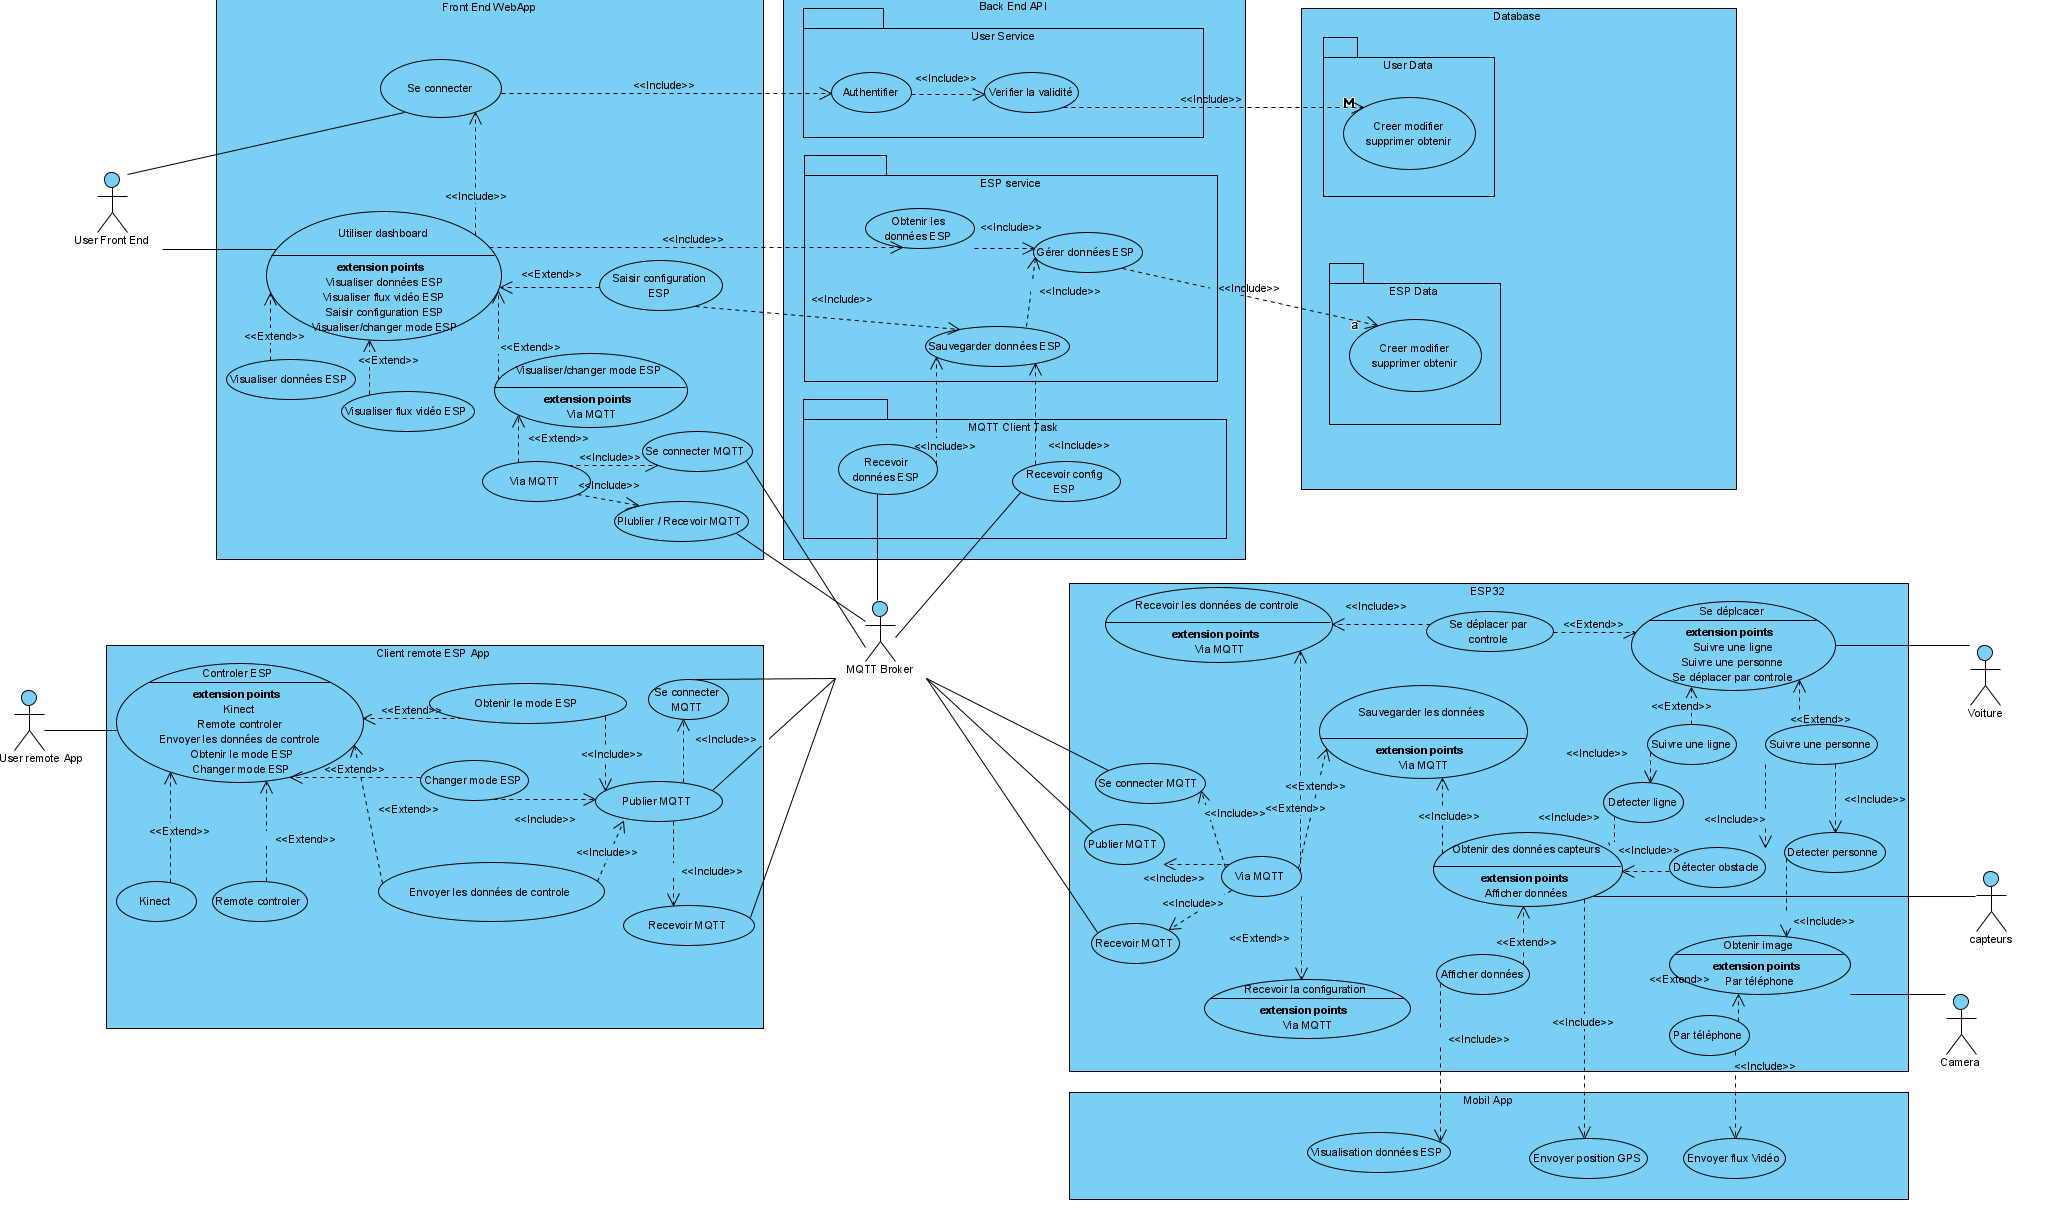 Front End WebApp
Se connecter
<<Include>>
<<Include>>
User Front End
Utiliser dashboard
extension points
Visualiser données ESP
Visualiser flux vidéo ESP
Saisir configuration ESP
Visualiser/changer mode ESP
<<Include>>
<<Extend>>
Saisir configuration
ESP
<<Extend>>
<<Extend>>
<<Extend>>
Visualiser données ESP
Visualiser flux vidéo ESP
Visualiser/changer mode ESP
extension points
Via MQTT
<<Extend>>
<<Include>>
Se connecter MQTT
Via MQTT
<<Include>>
Plublier / Recevoir MQTT
Back End API
User Service
Authentifier
<<Include>>
Verifier la validité
<<Include>>
ESP service
Obtenir les
données ESP
<<Include>>
Gérer données ESP
<<Include>>
<<Include>>
<<Include>>
Sauvegarder données ESP
MQTT Client Task
<<Include>>
<<Include>>
Recevoir
données ESP
Recevoir config
ESP
Database
User Data
M
Creer modifier
supprimer obtenir
ESP Data
a
Creer modifier
supprimer obtenir
MQTT Broker
Client remote ESP App
User remote App
Controler ESP
extension points
Kinect
Remote controler
Envoyer les données de controle
Obtenir le mode ESP
Changer mode ESP
<<Extend>>
Obtenir le mode ESP
Se connecter
MQTT
<<Include>>
<<Include>>
<<Extend>>
Changer mode ESP
Publier MQTT
<<Extend>>
<<Include>>
<<Extend>>
<<Extend>>
<<Include>>
<<Include>>
Kinect
Remote controler
Envoyer les données de controle
Recevoir MQTT
ESP32
Recevoir les données de controle
extension points
Via MQTT
<<Include>>
Se déplacer par
controle
<<Extend>>
Se déplcacer
extension points
Suivre une ligne
Suivre une personne
Se déplacer par controle
Voiture
Sauvegarder les données
extension points
Via MQTT
<<Extend>>
<<Extend>>
Suivre une ligne
Suivre une personne
<<Include>>
Se connecter MQTT
<<Extend>>
<<Extend>>
<<Include>>
<<Include>>
<<Include>>
Detecter ligne
<<Include>>
<<Include>>
Publier MQTT
Obtenir des données capteurs
extension points
Afficher données
<<Include>>
Détecter obstacle
Detecter personne
Via MQTT
<<Include>>
<<Include>>
Recevoir MQTT
<<Extend>>
<<Extend>>
<<Include>>
capteurs
Obtenir image
extension points
Par téléphone
<<Extend>>
Afficher données
Recevoir la configuration
extension points
Via MQTT
<<Include>>
<<Include>>
Par téléphone
<<Include>>
Camera
Mobil App
Visualisation données ESP
Envoyer position GPS
Envoyer flux Vidéo